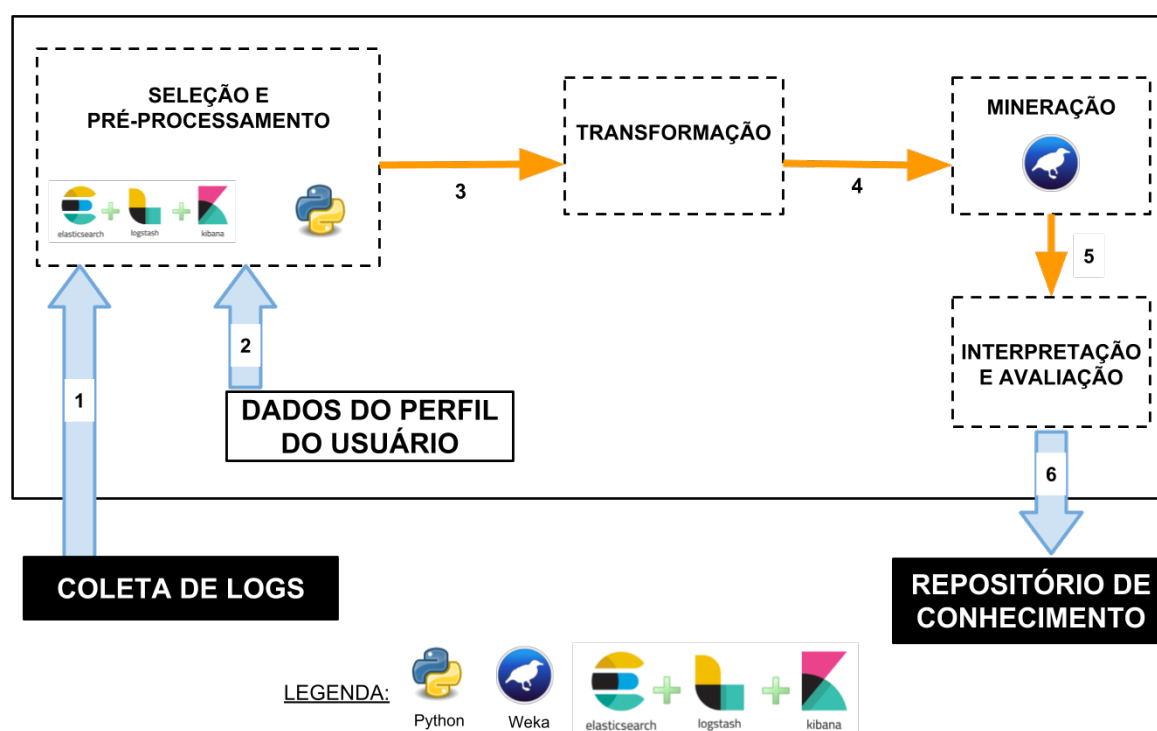 SELEÇÃO E
PRÉ-PROCESSAMENTO
elasticsearch
logstash
kibana
3
TRANSFORMAÇÃO
4
MINERAÇÃO
5
INTERPRETAÇÃO
E AVALIAÇÃO
1
2
DADOS DO PERFIL
DO USUÁRIO
6
COLETA DE LOGS
REPOSITÓRIO DE
CONHECIMENTO
LEGENDA:
Python
Weka
elasticsearch
logstash
kibana